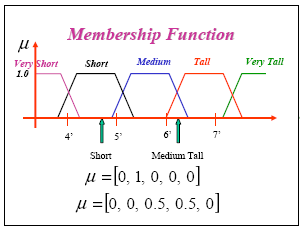 Membership Function
μ
Very Short Short Medium Tall Very Tall
1.0
4’ 5’ 6’ 7’
Short Medium Tall
μ = [0, 1, 0, 0, 0]
μ = [0, 0, 0.5, 0.5, 0]